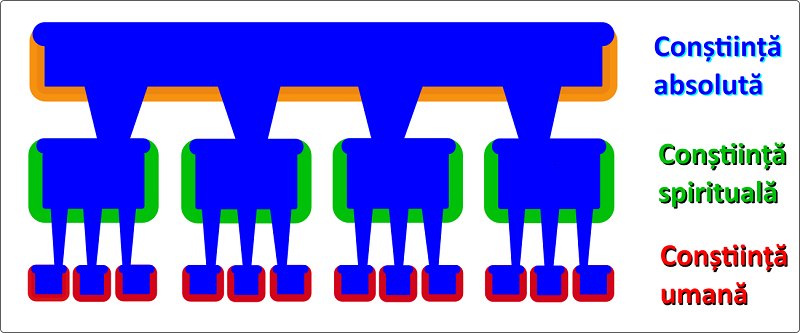 Conștiință
absolută
Conștiință
spirituală
Conștiință
umană